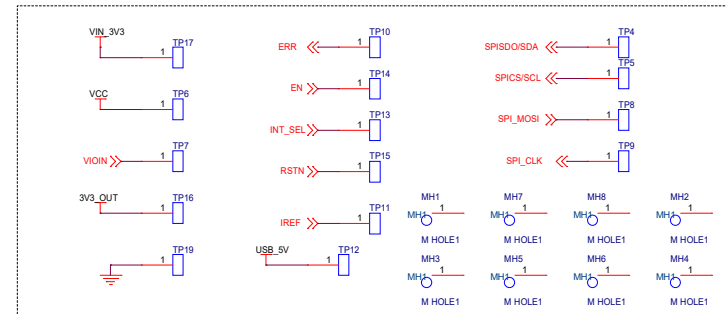 VIN_3V3
1
TP17
VCC
1
TP6
VIOIN
1
TP7
3V3_OUT
1
TP16
1
TP19
ERR
1
TP10
EN
1
TP14
INT_SEL
1
TP13
RSTN
1
TP15
IREF
1
TP11
USB_5V
1
TP12
SPISDO/SDA
1
TP4
SPICS/SCL
1
TP5
SPI_MOSI
1
TP8
SPI_CLK
1
TP9
MH1
MH1
1
M HOLE1
MH7
MH1
1
M HOLE1
MH8
MH1
1
M HOLE1
MH2
MH1
1
M HOLE1
MH3
MH1
1
M HOLE1
MH5
MH1
1
M HOLE1
MH6
MH1
1
M HOLE1
MH4
MH1
1
M HOLE1